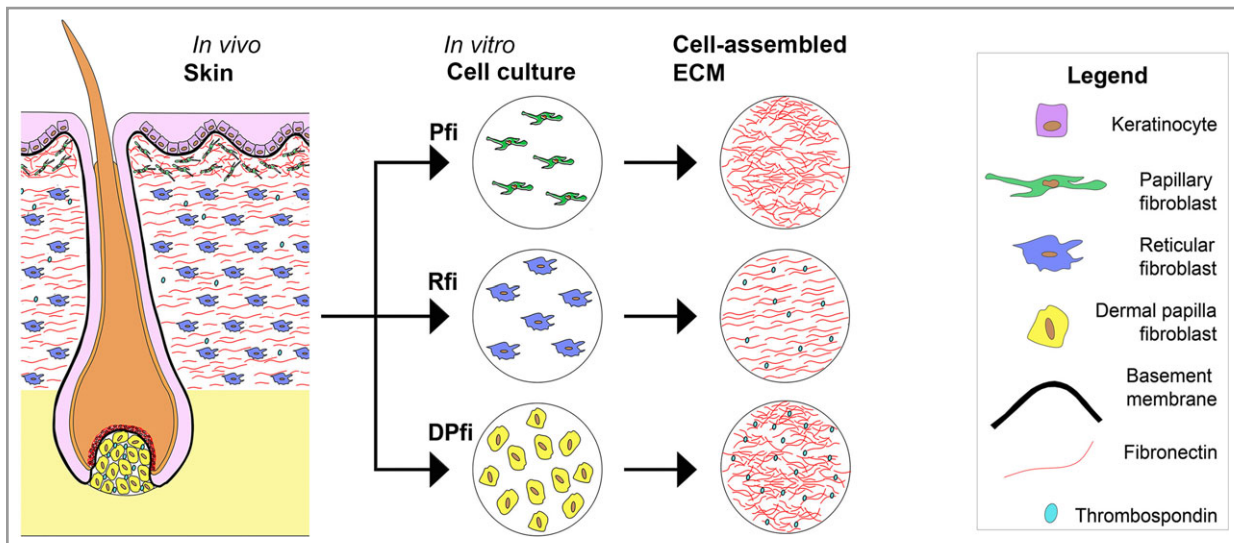 In vivo
Skin
In vitro
Cell culture
Cell-assembled
ECM
Pfi
Rfi
DPfi
Legend
Keratinocyte
Papillary
fibroblast
Reticular
fibroblast
Dermal papilla
fibroblast
Basement
membrane
Fibronectin
Thrombospondin